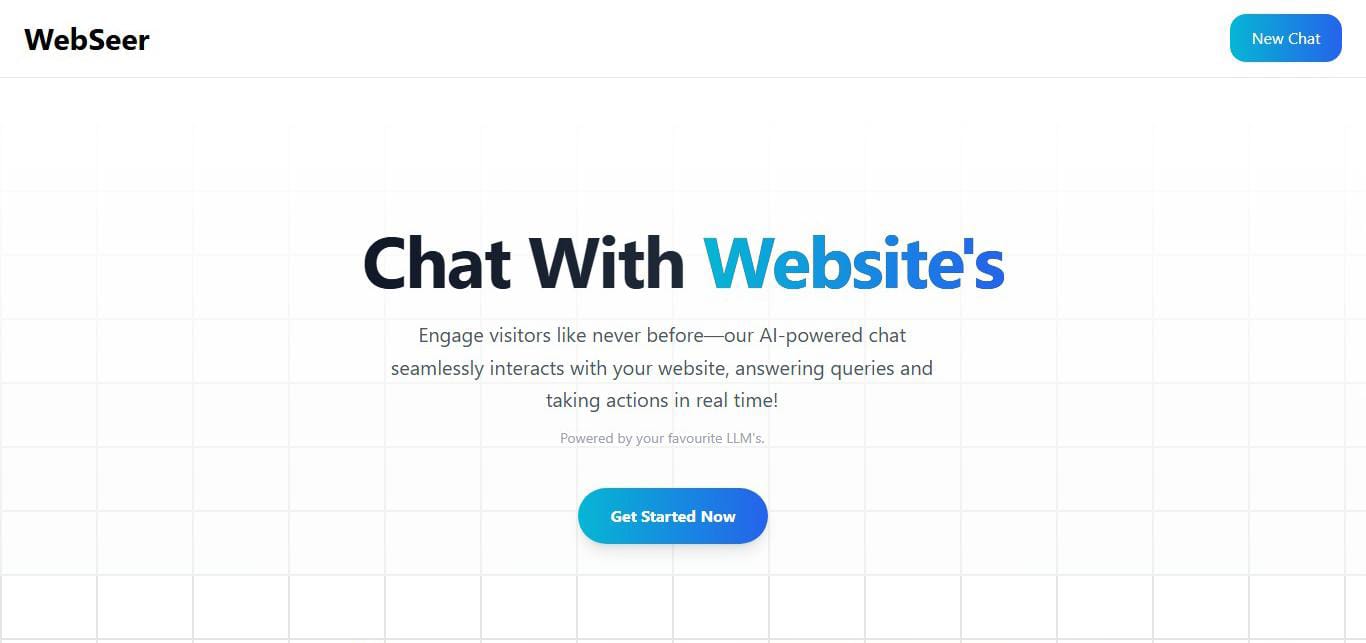 WebSeer
New Chat
Chat With Website's
Engage visitors like never before—our AI-powered chat
seamlessly interacts with your website, answering queries and
taking actions in real time!
Powered by your favourite LLM's.
Get Started Now